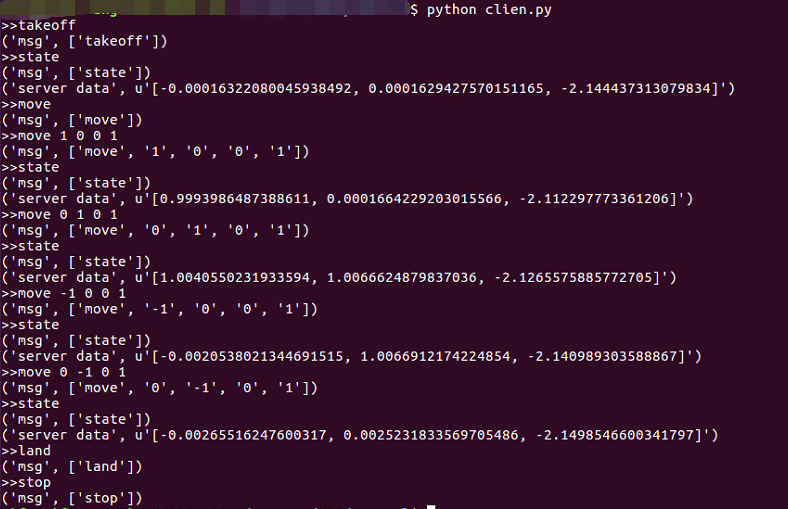 $ python clien.py
>>takeoff
('msg', ['takeoff'])
>>state
('msg', ['state'])
('server data', u'[-0.00016322080045938492, 0.0001629427570151165, -2.144437313079834]')
>>move
('msg', ['move'])
>>move 1 0 0 1
('msg', ['move', '1', '0', '0', '1'])
>>state
('msg', ['state'])
('server data', u'[0.9993986487388611, 0.0001664229203015566, -2.112297773361206]')
>>move 0 1 0 1
('msg', ['move', '0', '1', '0', '1'])
>>state
('msg', ['state'])
('server data', u'[1.0040550231933594, 1.0066624879837036, -2.1265575885772705]')
>>move -1 0 0 1
('msg', ['move', '-1', '0', '0', '1'])
>>state
('msg', ['state'])
('server data', u'[-0.0020538021344691515, 1.0066912174224854, -2.140989303588867]')
>>move 0 -1 0 1
('msg', ['move', '0', '-1', '0', '1'])
>>state
('msg', ['state'])
('server data', u'[-0.00265516247600317, 0.0025231833569705486, -2.1498546600341797]')
>>land
('msg', ['land'])
>>stop
('msg', ['stop'])